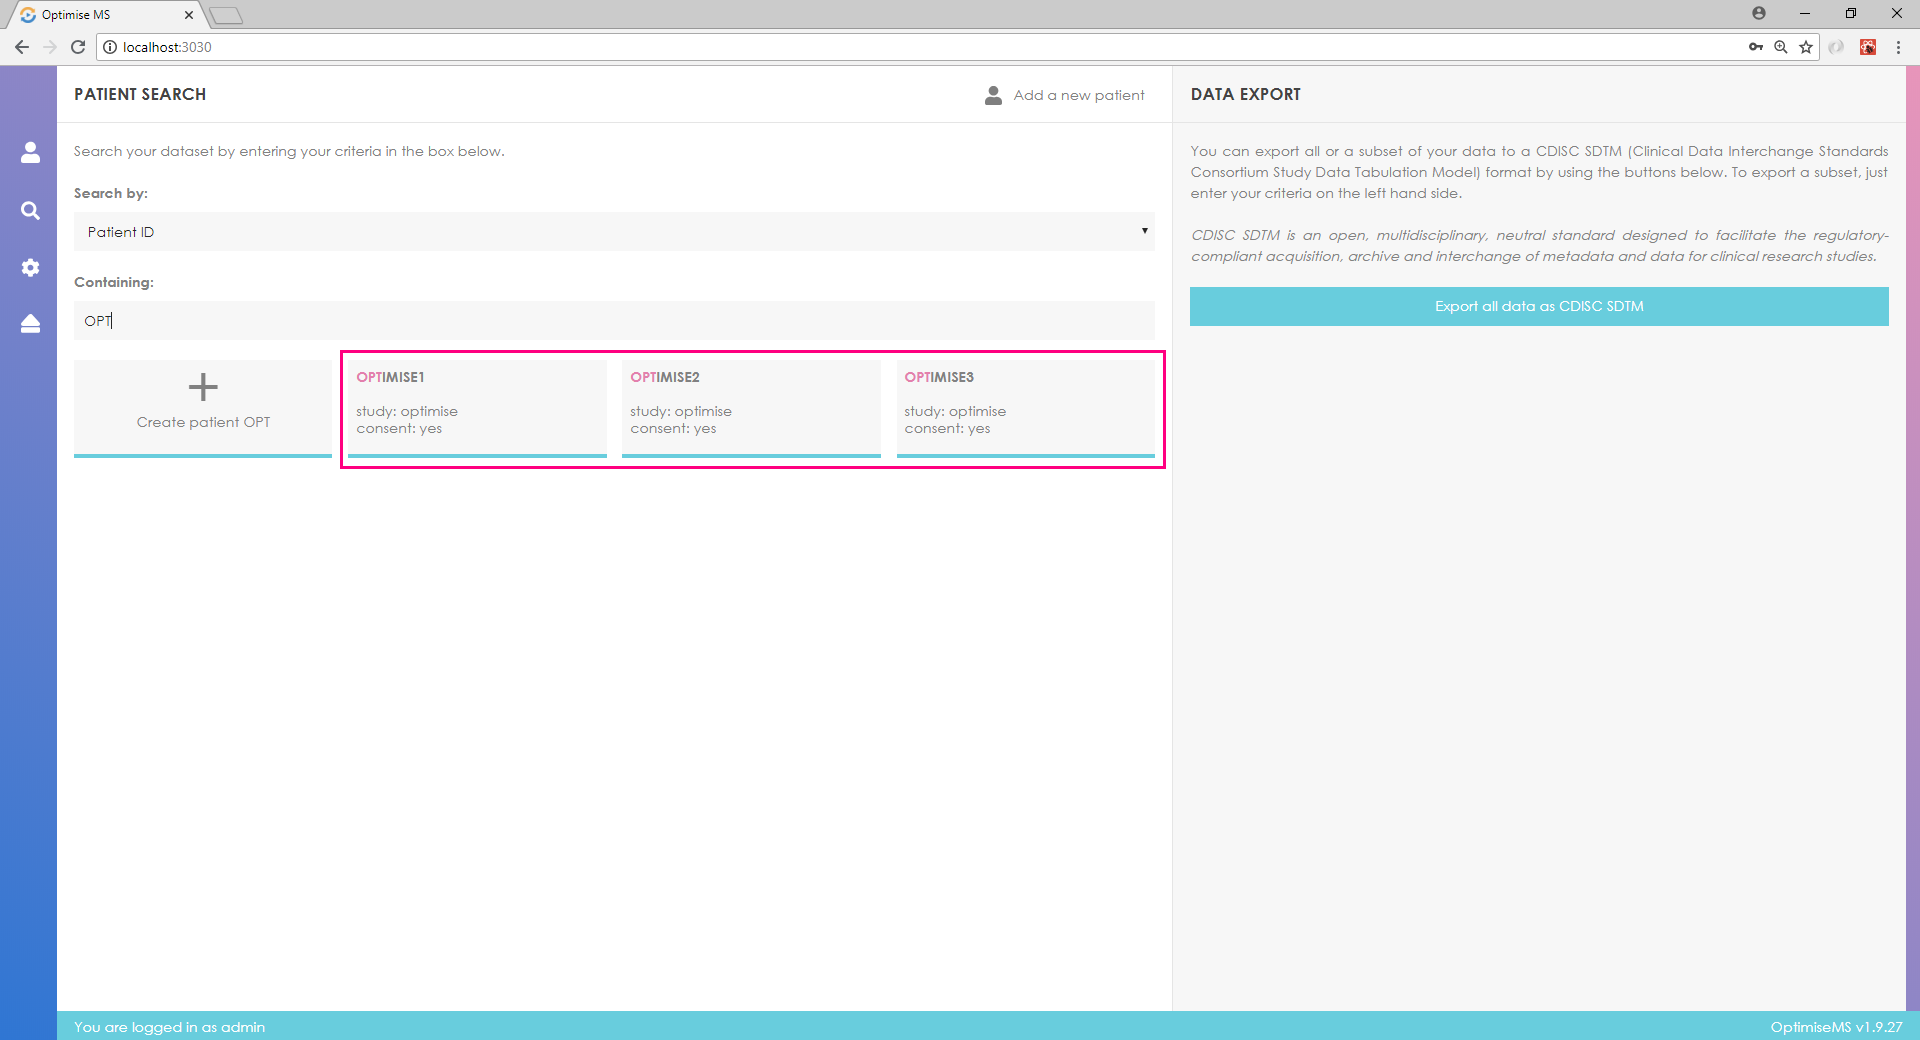 Optimise MS
localhost:3030
PATIENT SEARCH
Add a new patient
Search your dataset by entering your criteria in the box below.
Search by:
Patient ID
Containing:
OPT
Create patient OPT
OPTIMISE1
study: optimise
consent: yes
OPTIMISE2
study: optimise
consent: yes
OPTIMISE3
study: optimise
consent: yes
DATA EXPORT
You can export all or a subset of your data to a CDISC SDTM (Clinical Data Interchange Standards
Consortium Study Data Tabulation Model) format by using the buttons below. To export a subset, just
enter your criteria on the left hand side.
CDISC SDTM is an open, multidisciplinary, neutral standard designed to facilitate the regulatory-
compliant acquisition, archive and interchange of metadata and data for clinical research studies.
Export all data as CDISC SDTM
You are logged in as admin
OptimiseMS v1.9.27